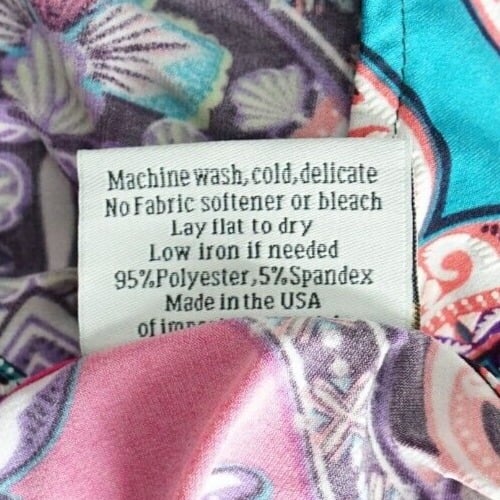 Machine wash, cold, delicate
No Fabric softener or bleach
Lay flat to dry
Low iron if needed
95% Polyester, 5% Spandex
Made in the USA
of